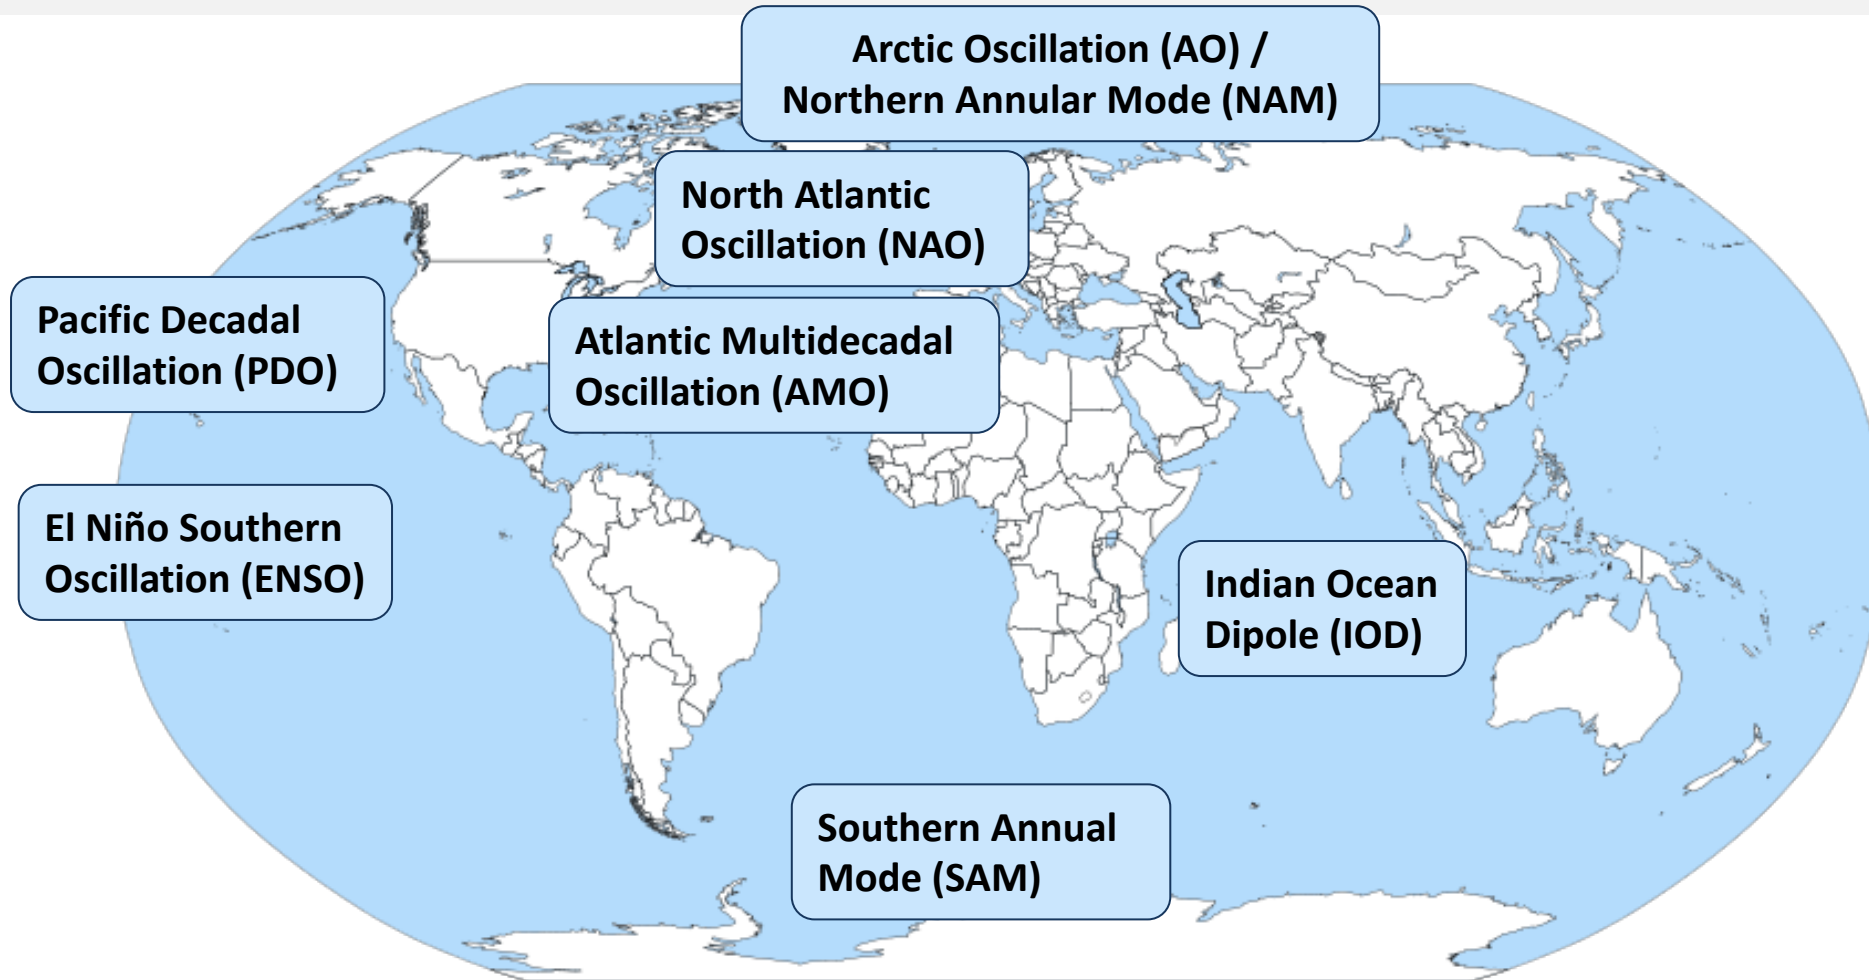 Arctic Oscillation (AO) /
Northern Annular Mode (NAM)
North Atlantic
Oscillation (NAO)
Pacific Decadal
Oscillation (PDO)
Atlantic Multidecadal
Oscillation (AMO)
El Niño Southern
Oscillation (ENSO)
Indian Ocean
Dipole (IOD)
Southern Annual
Mode (SAM)